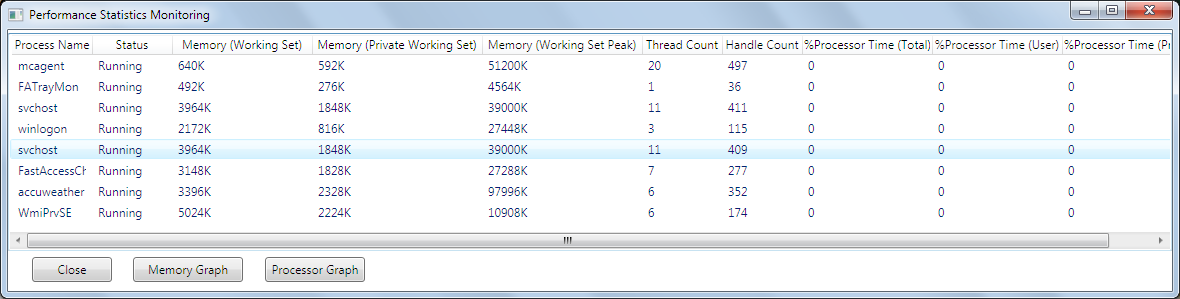 Performance Statistics Monitoring
Process Name Status Memory (Working Set) Memory (Private Working Set) Memory (Working Set Peak) Thread Count Handle Count %Processor Time (Total) %Processor Time (User) %Processor Time (Pr
mcagent Running 640K 592K 51200K 20 497 0 0 0
FATrayMon Running 492K 276K 4564K 1 36 0 0 0
svchost Running 3964K 1848K 39000K 11 411 0 0 0
winlogon Running 2172K 816K 27448K 3 115 0 0 0
svchost Running 3964K 1848K 39000K 11 409 0 0 0
FastAccessCh Running 3148K 1828K 27288K 7 277 0 0 0
accuweather Running 3396K 2328K 97996K 6 352 0 0 0
WmiPrvSE Running 5024K 2224K 10908K 6 174 0 0 0
Close Memory Graph Processor Graph